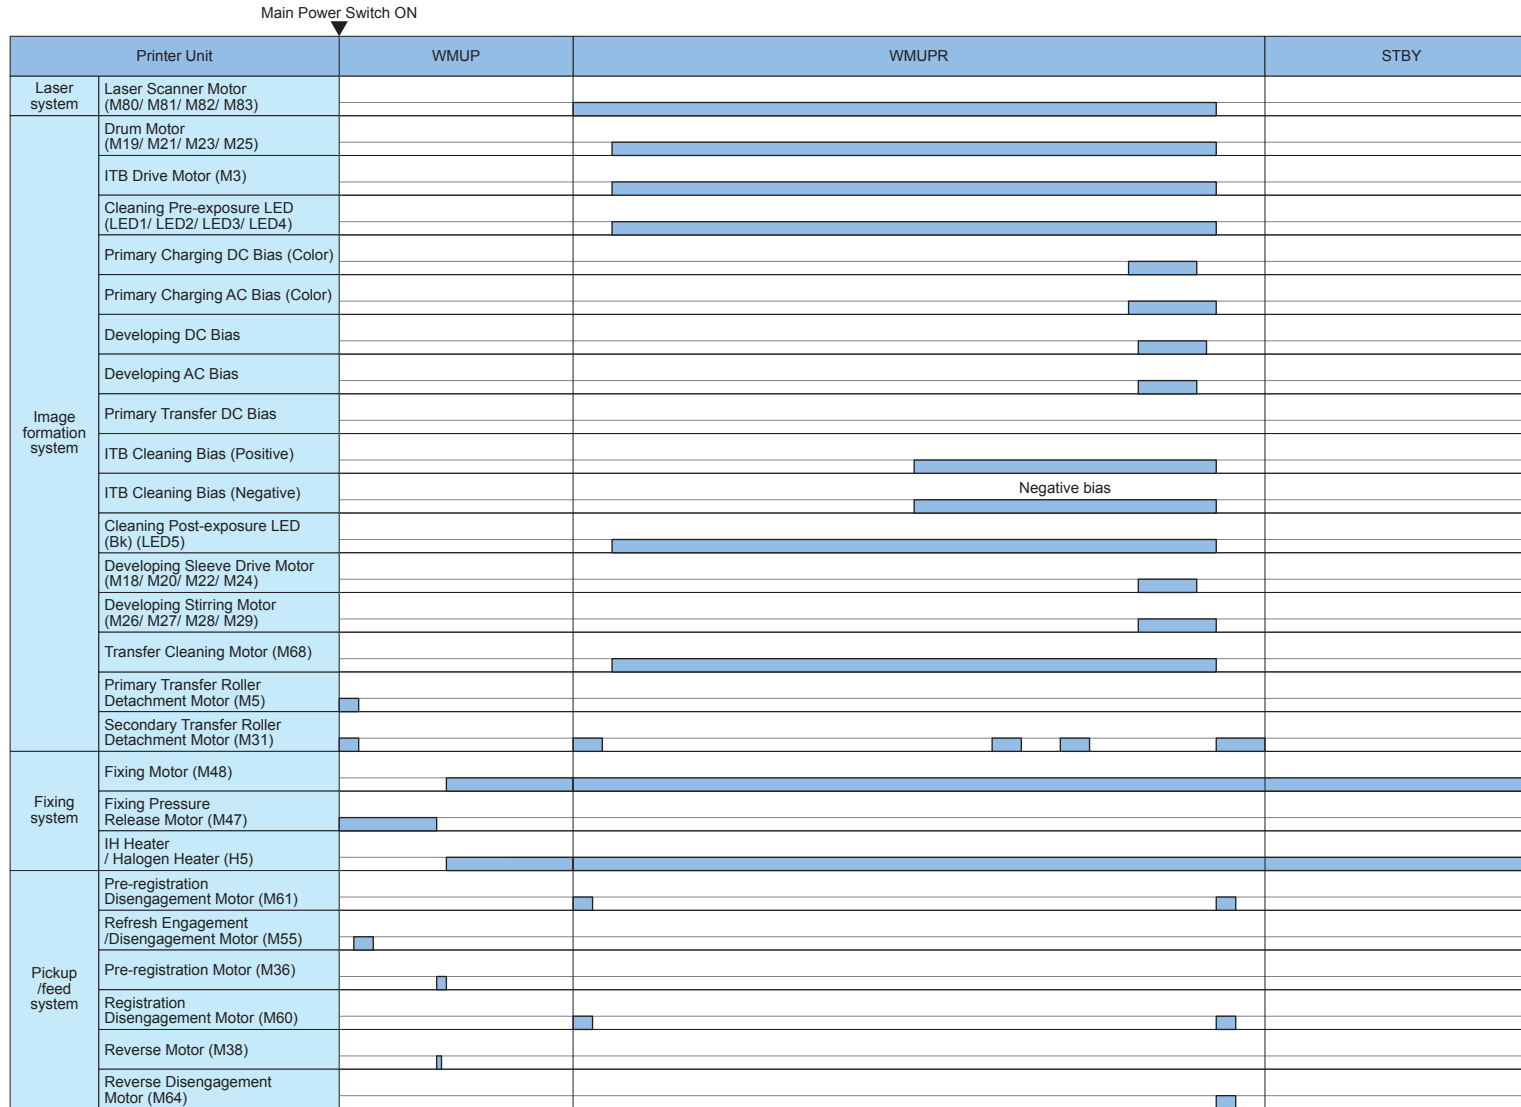 Main Power Switch ON
Printer Unit
WMUP
WMUPR
STBY
Laser
system
Laser Scanner Motor
(M80/ M81/ M82/ M83)
Image
formation
system
Drum Motor
(M19/ M21/ M23/ M25)
ITB Drive Motor (M3)
Cleaning Pre-exposure LED
(LED1/ LED2/ LED3/ LED4)
Primary Charging DC Bias (Color)
Primary Charging AC Bias (Color)
Developing DC Bias
Developing AC Bias
Primary Transfer DC Bias
ITB Cleaning Bias (Positive)
ITB Cleaning Bias (Negative)
Negative bias
Cleaning Post-exposure LED
(Bk) (LED5)
Developing Sleeve Drive Motor
(M18/ M20/ M22/ M24)
Developing Stirring Motor
(M26/ M27/ M28/ M29)
Transfer Cleaning Motor (M68)
Primary Transfer Roller
Detachment Motor (M5)
Secondary Transfer Roller
Detachment Motor (M31)
Fixing
system
Fixing Motor (M48)
Fixing Pressure
Release Motor (M47)
IH Heater
/ Halogen Heater (H5)
Pickup
/feed
system
Pre-registration
Disengagement Motor (M61)
Refresh Engagement
/Disengagement Motor (M55)
Pre-registration Motor (M36)
Registration
Disengagement Motor (M60)
Reverse Motor (M38)
Reverse Disengagement
Motor (M64)